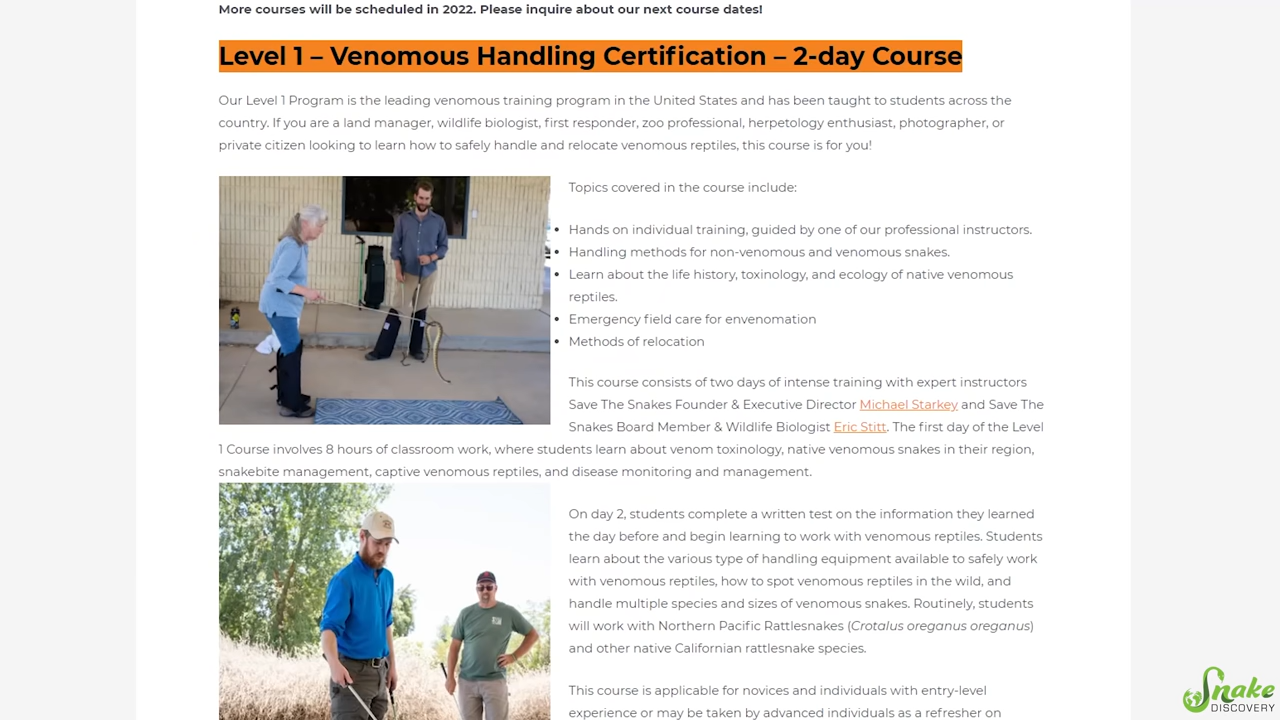 More courses will be scheduled in 2022. Please inquire about our next course dates!
Level 1 – Venomous Handling Certification – 2-day Course
Our Level 1 Program is the leading venomous training program in the United States and has been taught to students across the
country. If you are a land manager, wildlife biologist, first responder, zoo professional, herpetology enthusiast, photographer, or
private citizen looking to learn how to safely handle and relocate venomous reptiles, this course is for you!
Topics covered in the course include:
• Hands on individual training, guided by one of our professional instructors.
• Handling methods for non-venomous and venomous snakes.
• Learn about the life history, toxinology, and ecology of native venomous
reptiles.
• Emergency field care for envenomation
• Methods of relocation
This course consists of two days of intense training with expert instructors
Save The Snakes Founder & Executive Director Michael Starkey and Save The
Snakes Board Member & Wildlife Biologist Eric Stitt. The first day of the Level
1 Course involves 8 hours of classroom work, where students learn about venom toxinology, native venomous snakes in their region,
snakebite management, captive venomous reptiles, and disease monitoring and management.
On day 2, students complete a written test on the information they learned
the day before and begin learning to work with venomous reptiles. Students
learn about the various type of handling equipment available to safely work
with venomous reptiles, how to spot venomous reptiles in the wild, and
handle multiple species and sizes of venomous snakes. Routinely, students
will work with Northern Pacific Rattlesnakes (Crotalus oreganus oreganus)
and other native Californian rattlesnake species.
This course is applicable for novices and individuals with entry-level
experience or may be taken by advanced individuals as a refresher on
Snake
DISCOVERY